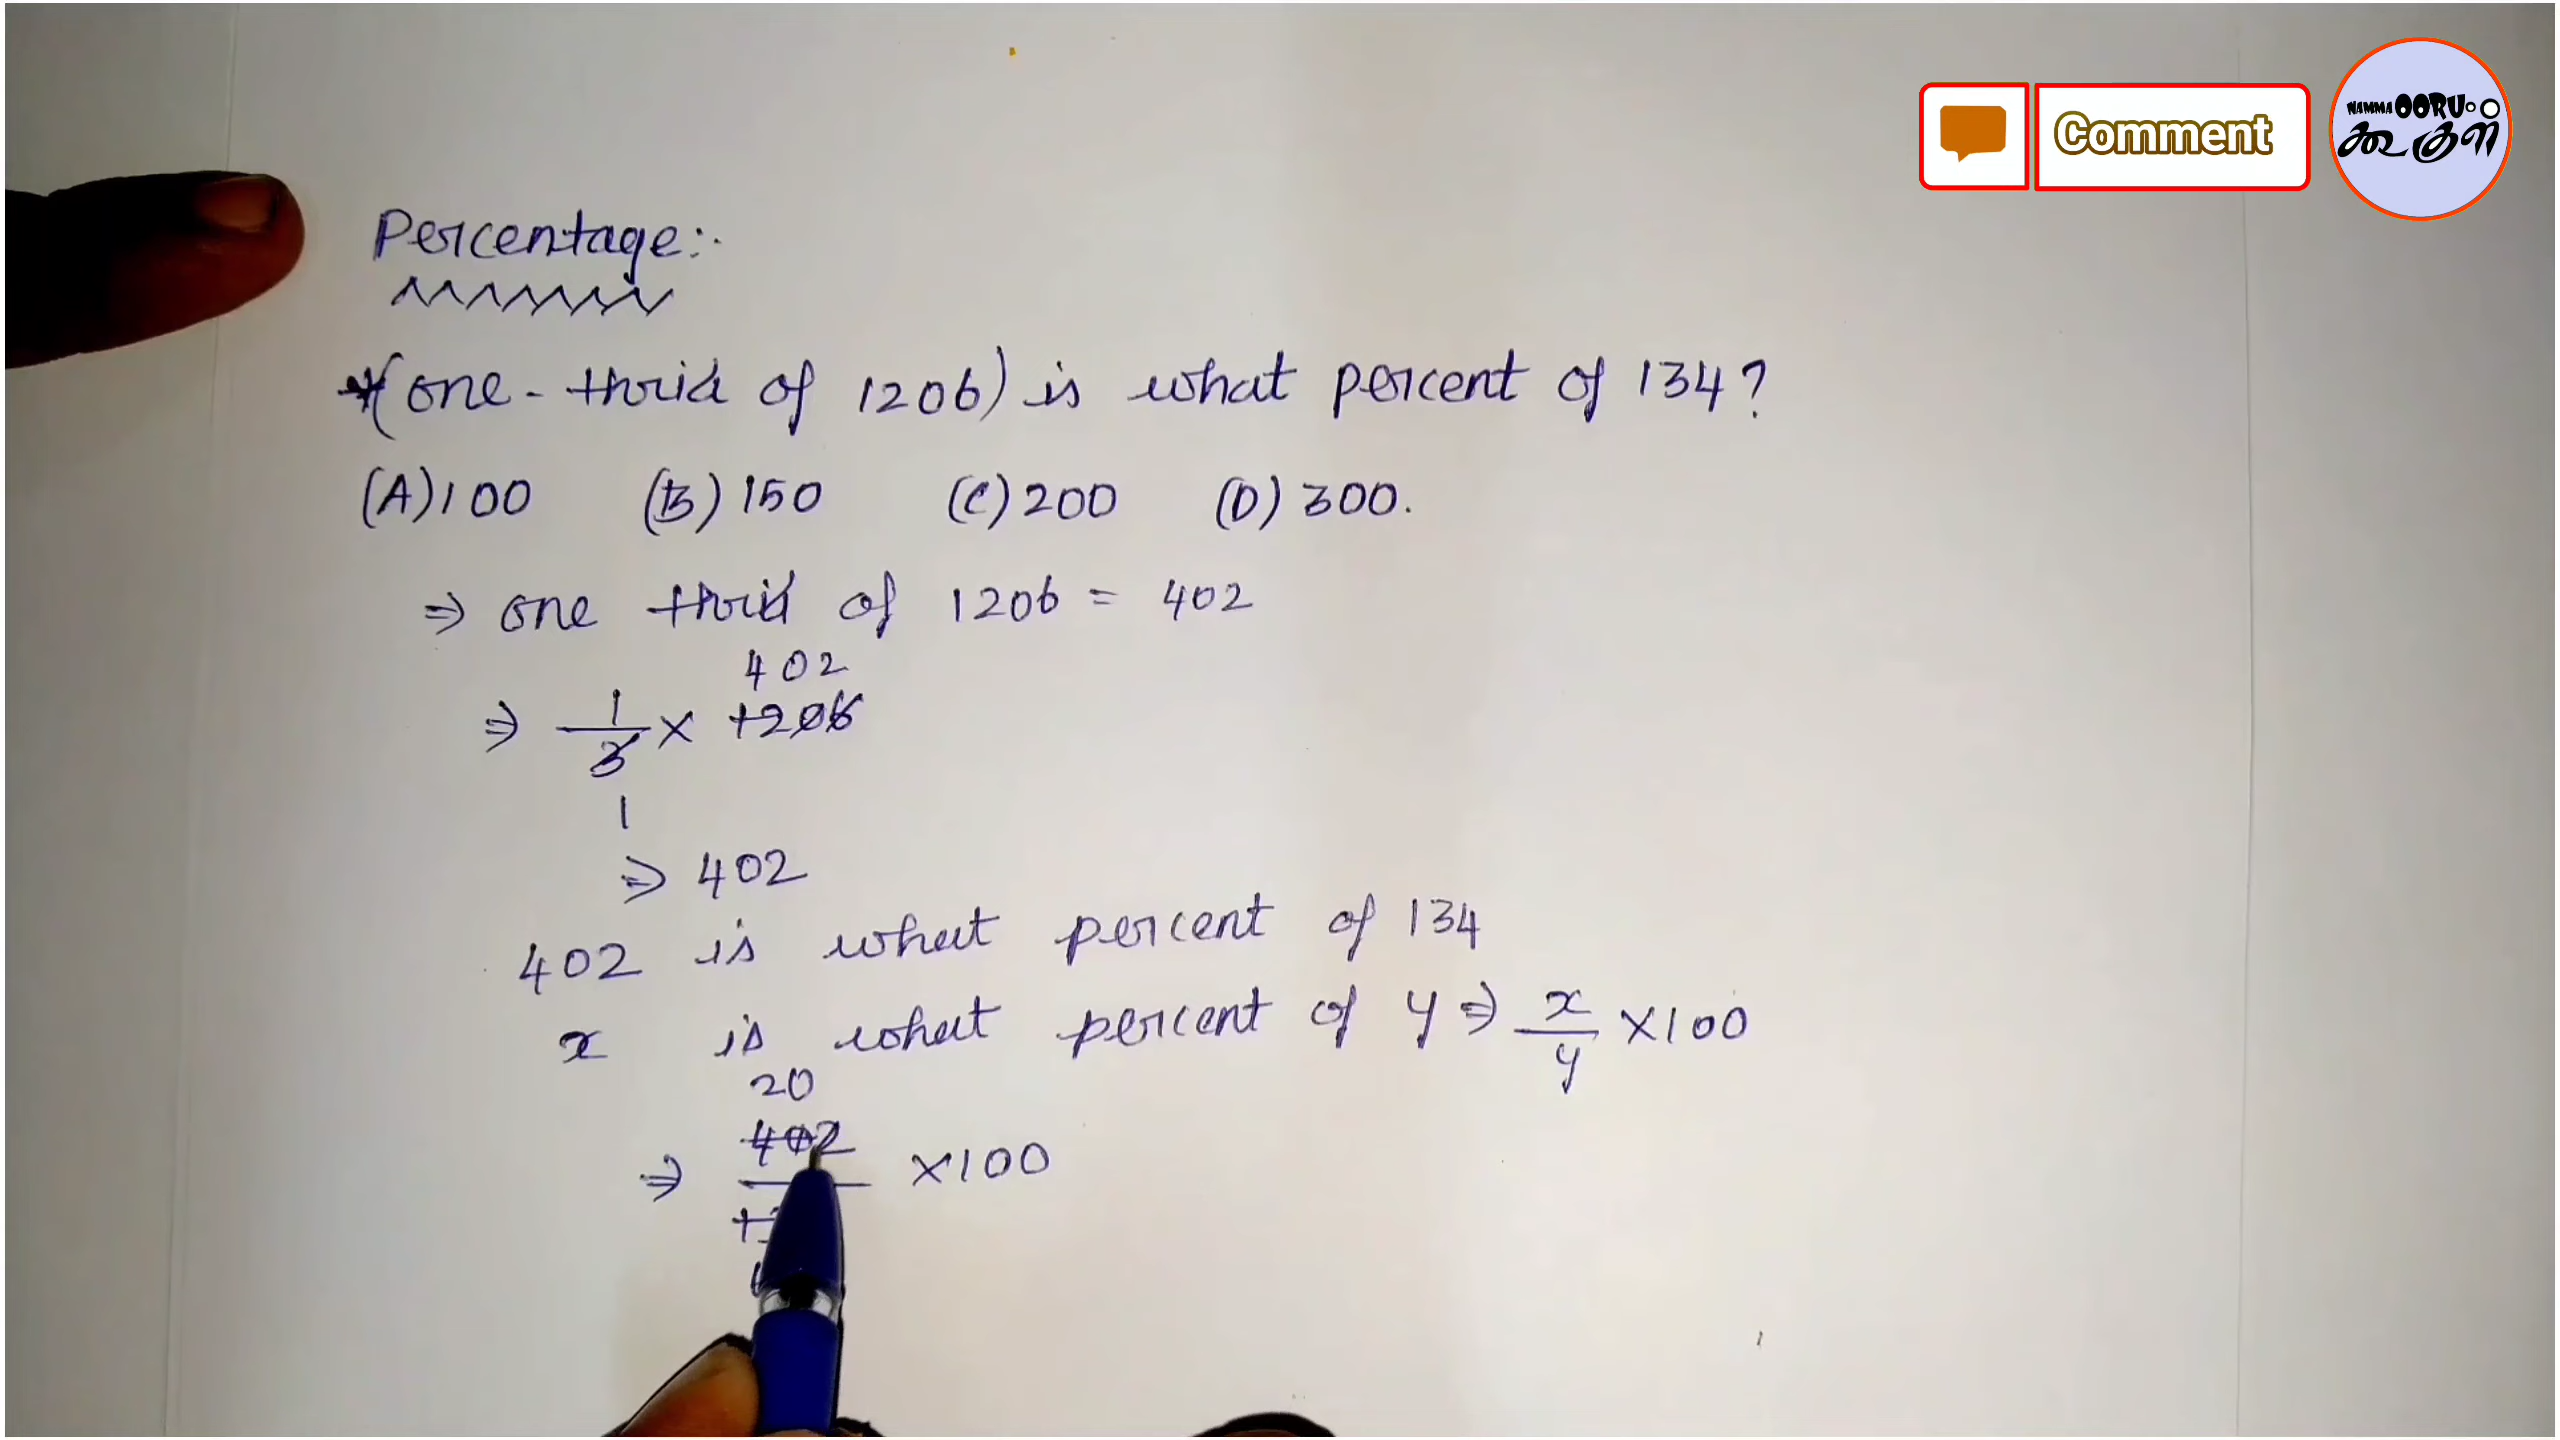 Comment
NAMMA OORU
கூகுள்
Percentage:-
*(one-thrid of 1206) is what percent of 134?
(A) 100 (B) 150 (C) 200 (D) 300.
⇒ one thrid of 1206 = 402
402
⇒ 1/3 × 1206
1
⇒ 402
402 is what percent of 134
x is what percent of y ⇒ x/y ×100
20
⇒ 402 ×100